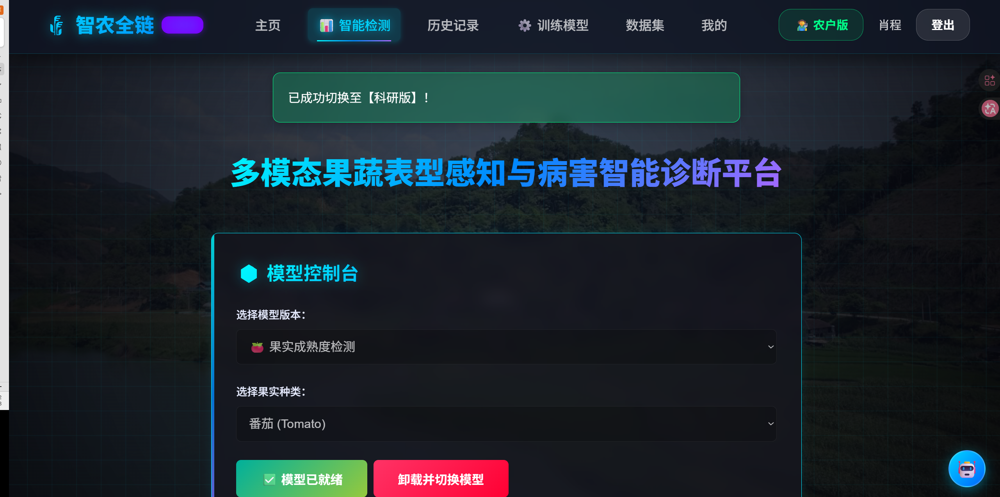 智农全链
主页
智能检测
历史记录
训练模型
数据集
我的
农户版
肖程
登出
已成功切换至【科研版】！
多模态果蔬表型感知与病害智能诊断平台
模型控制台
选择模型版本：
果实成熟度检测
选择果实种类：
番茄 (Tomato)
模型已就绪
卸载并切换模型